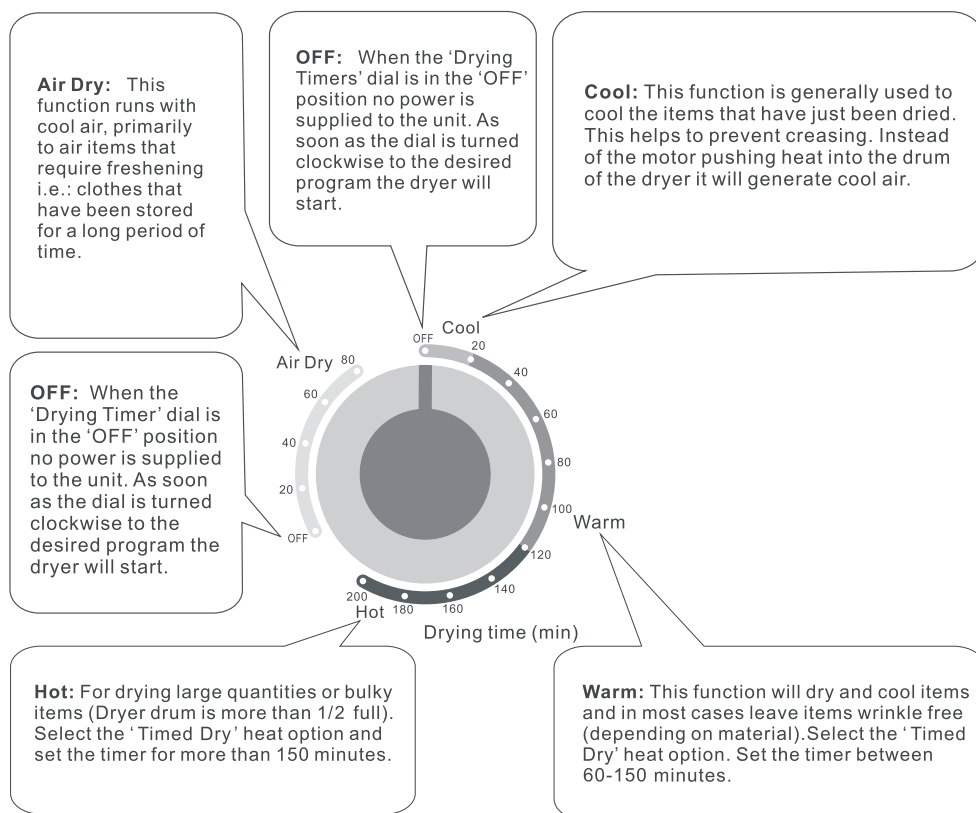 Air Dry: This
function runs with
cool air, primarily
to air items that
require freshening
i.e.: clothes that
have been stored
for a long period of
time.
OFF: When the ‘Drying
Timers’ dial is in the ‘OFF’
position no power is
supplied to the unit. As
soon as the dial is turned
clockwise to the desired
program the dryer will
start.
Cool: This function is generally used to
cool the items that have just been dried.
This helps to prevent creasing. Instead
of the motor pushing heat into the drum
of the dryer it will generate cool air.
OFF: When the
‘Drying Timer’ dial is
in the ‘OFF’ position
no power is supplied
to the unit. As soon
as the dial is turned
clockwise to the
desired program the
dryer will start.
Air Dry
80
60
40
20
OFF
OFF
Cool
20
40
60
80
100
Warm
120
140
160
180
200
Hot
Drying time (min)
Hot: For drying large quantities or bulky
items (Dryer drum is more than 1/2 full).
Select the ‘ Timed Dry’ heat option and
set the timer for more than 150 minutes.
Warm: This function will dry and cool items
and in most cases leave items wrinkle free
(depending on material).Select the ‘ Timed
Dry’ heat option. Set the timer between
60-150 minutes.